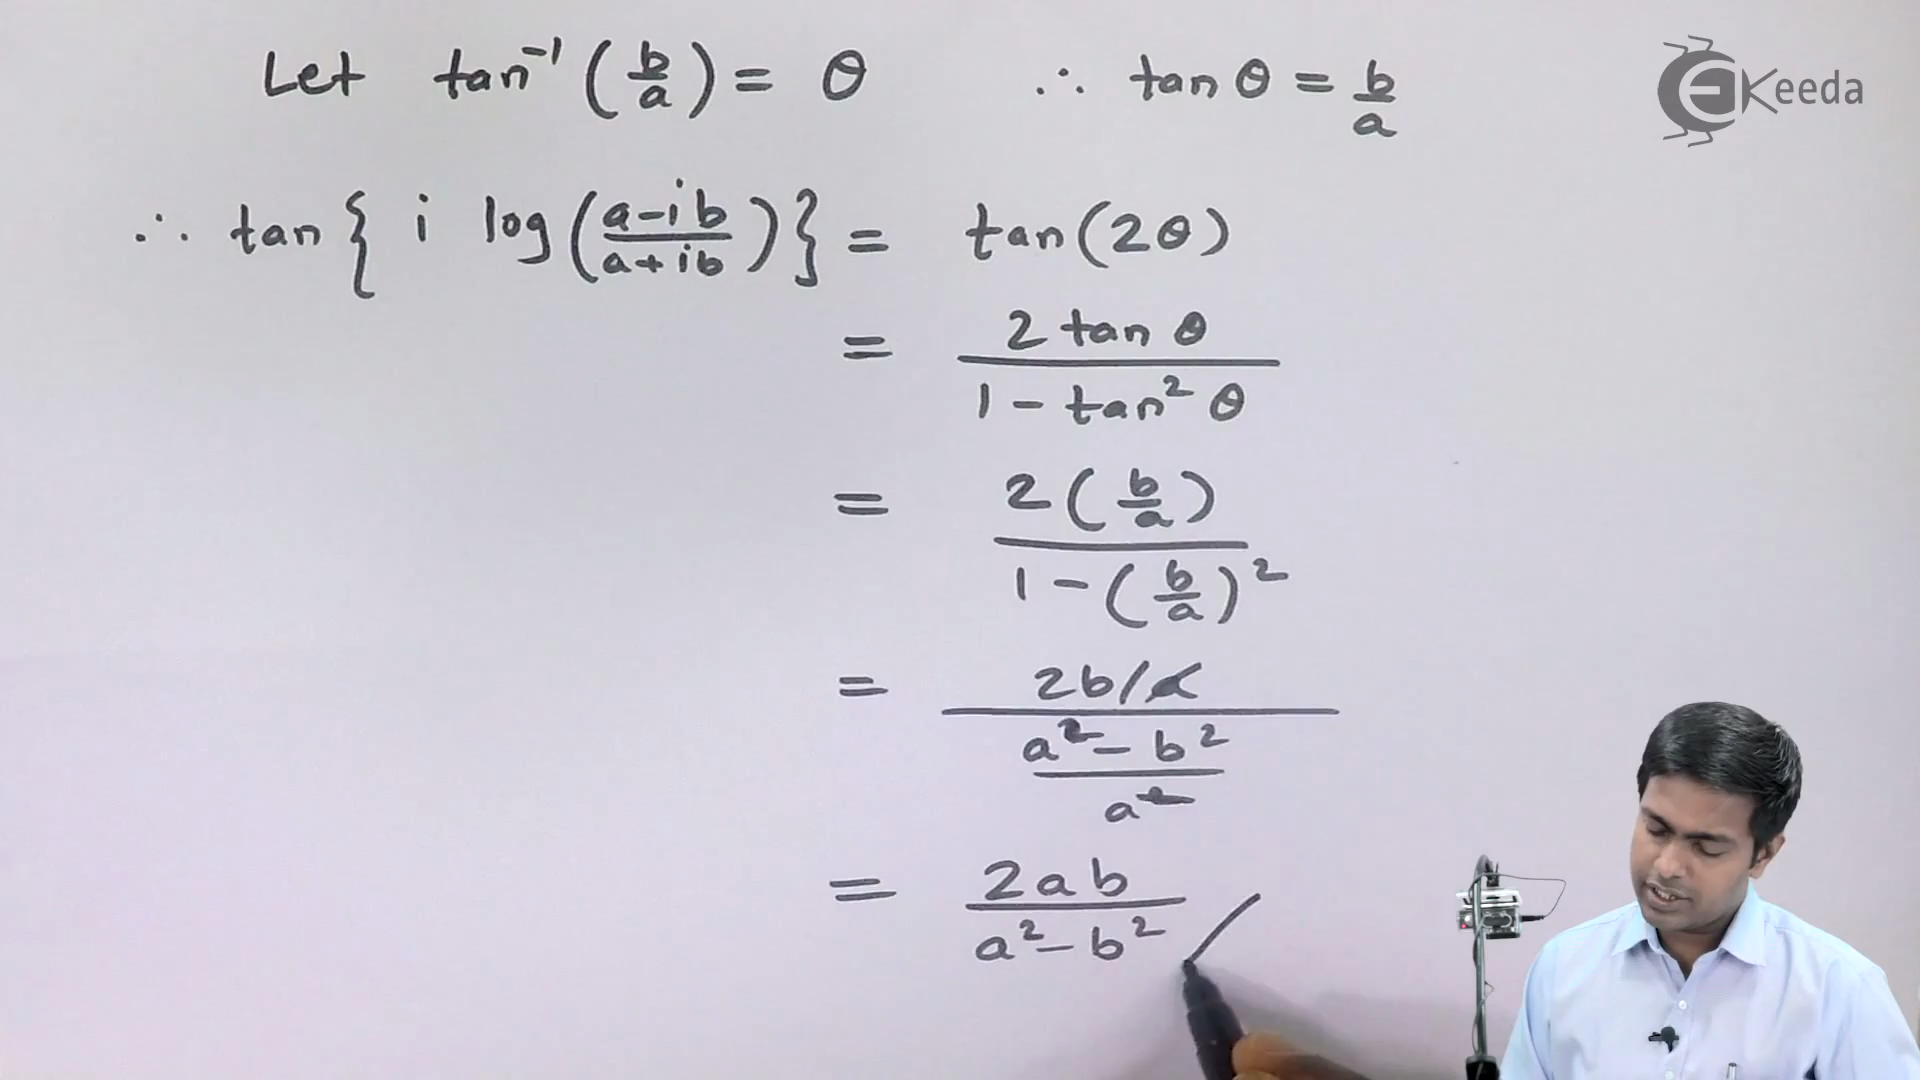 Let tan⁻¹(b/a) = θ ∴ tan θ = b/a
EKeeda
∴ tan{ i log((a-ib)/(a+ib))} = tan(2θ)
= 2 tan θ / 1 - tan² θ
= 2(b/a) / 1 - (b/a)²
= 2b/a / (a² - b²)/a²
= 2ab / a² - b²